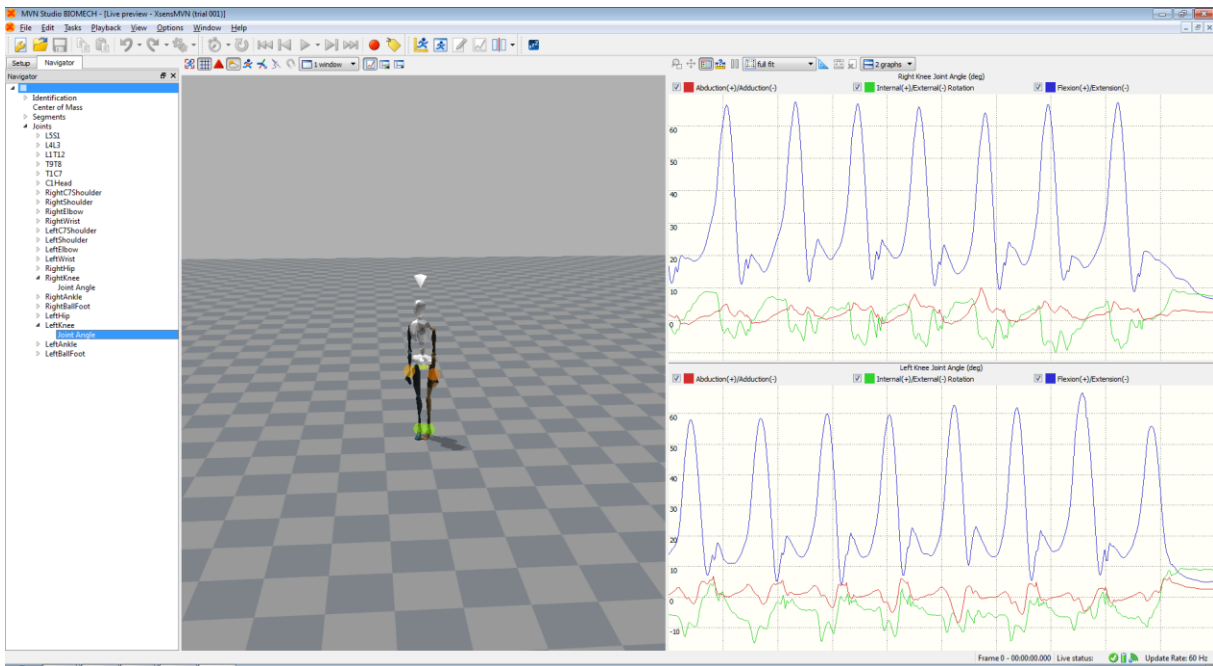 MVN Studio BIOMECH - [Live preview - XsensMVN (trial 001)]
File Edit Tasks Playback View Options Window Help
Setup Navigator
1 window
full fit
2 graphs
Navigator
Identification
Center of Mass
Segments
Joints
L5S1
L4L3
L1T12
T9T8
T1C7
C1Head
RightC7Shoulder
RightShoulder
RightElbow
RightWrist
LeftC7Shoulder
LeftShoulder
LeftElbow
LeftWrist
RightHip
RightKnee
Joint Angle
RightAnkle
RightBallFoot
LeftHip
LeftKnee
Joint Angle
LeftAnkle
LeftBallFoot
Right Knee Joint Angle (deg)
Abduction(+)/Adduction(-) Internal(+)/External(-) Rotation Flexion(+)/Extension(-)
60
50
40
30
20
10
0
Left Knee Joint Angle (deg)
Abduction(+)/Adduction(-) Internal(+)/External(-) Rotation Flexion(+)/Extension(-)
60
50
40
30
20
10
0
-10
Frame 0 - 00:00:00.000 Live status: Update Rate: 60 Hz